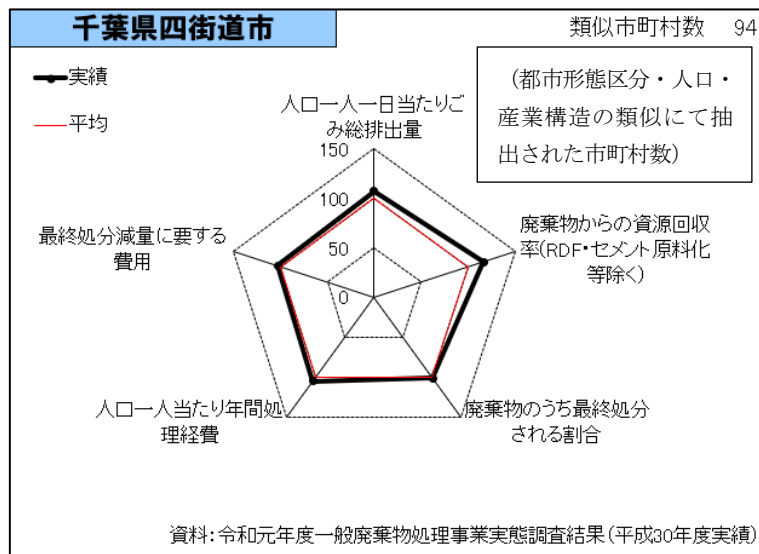 千葉県四街道市
類似市町村数 94
実績
平均
(都市形態区分・人口・
産業構造の類似にて抽
出された市町村数)
人口一人一日当たりご
み総排出量
150
100
50
0
廃棄物からの資源回収
率(RDF・セメント原料化
等除く)
最終処分減量に要する
費用
人口一人当たり年間処
理経費
廃棄物のうち最終処分
される割合
資料:令和元年度一般廃棄物処理事業実態調査結果(平成30年度実績)